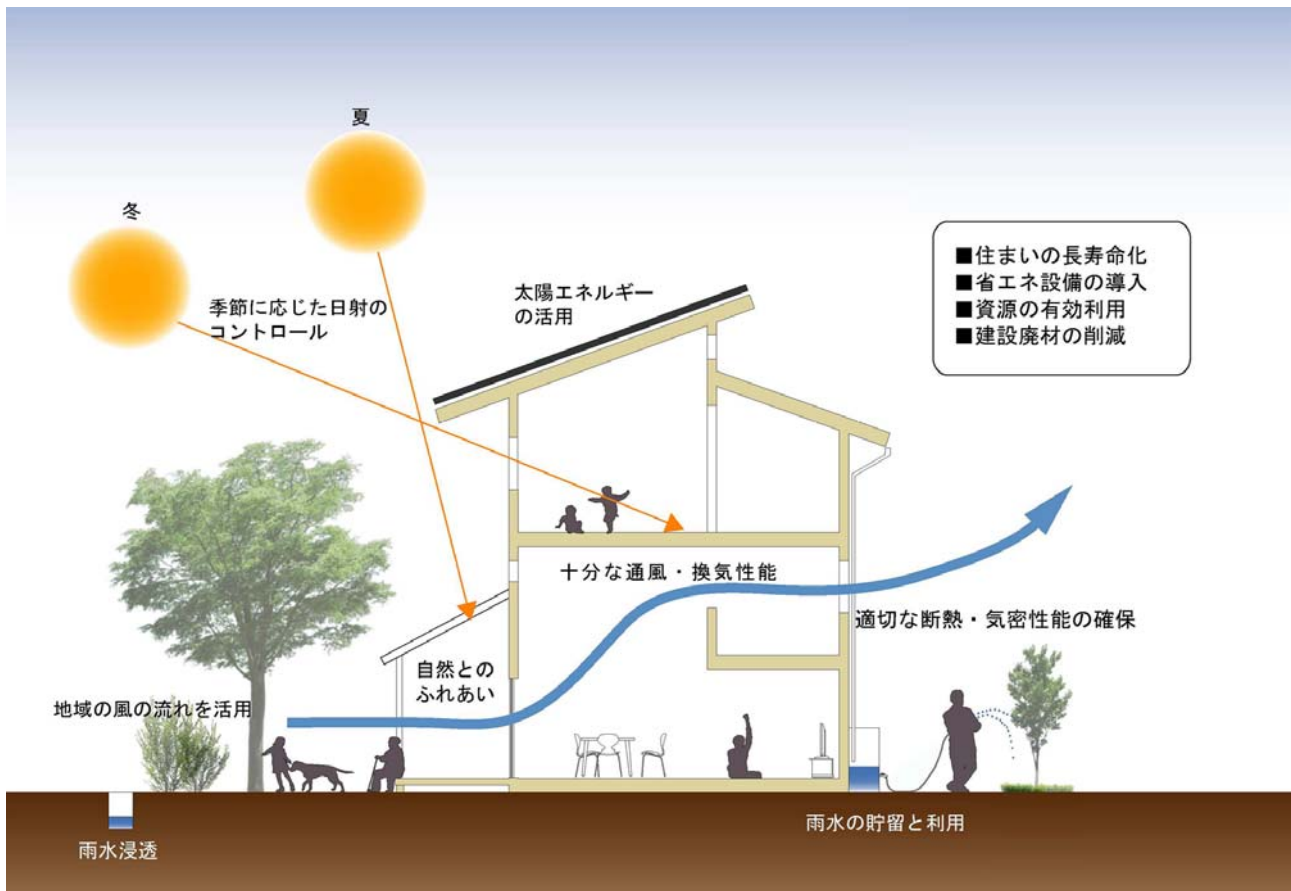 夏
冬
季節に応じた日射の
コントロール
太陽エネルギー
の活用
■住まいの長寿命化
■省エネ設備の導入
■資源の有効利用
■建設廃材の削減
十分な通風・換気性能
適切な断熱・気密性能の確保
自然との
ふれあい
地域の風の流れを活用
雨水の貯留と利用
雨水浸透